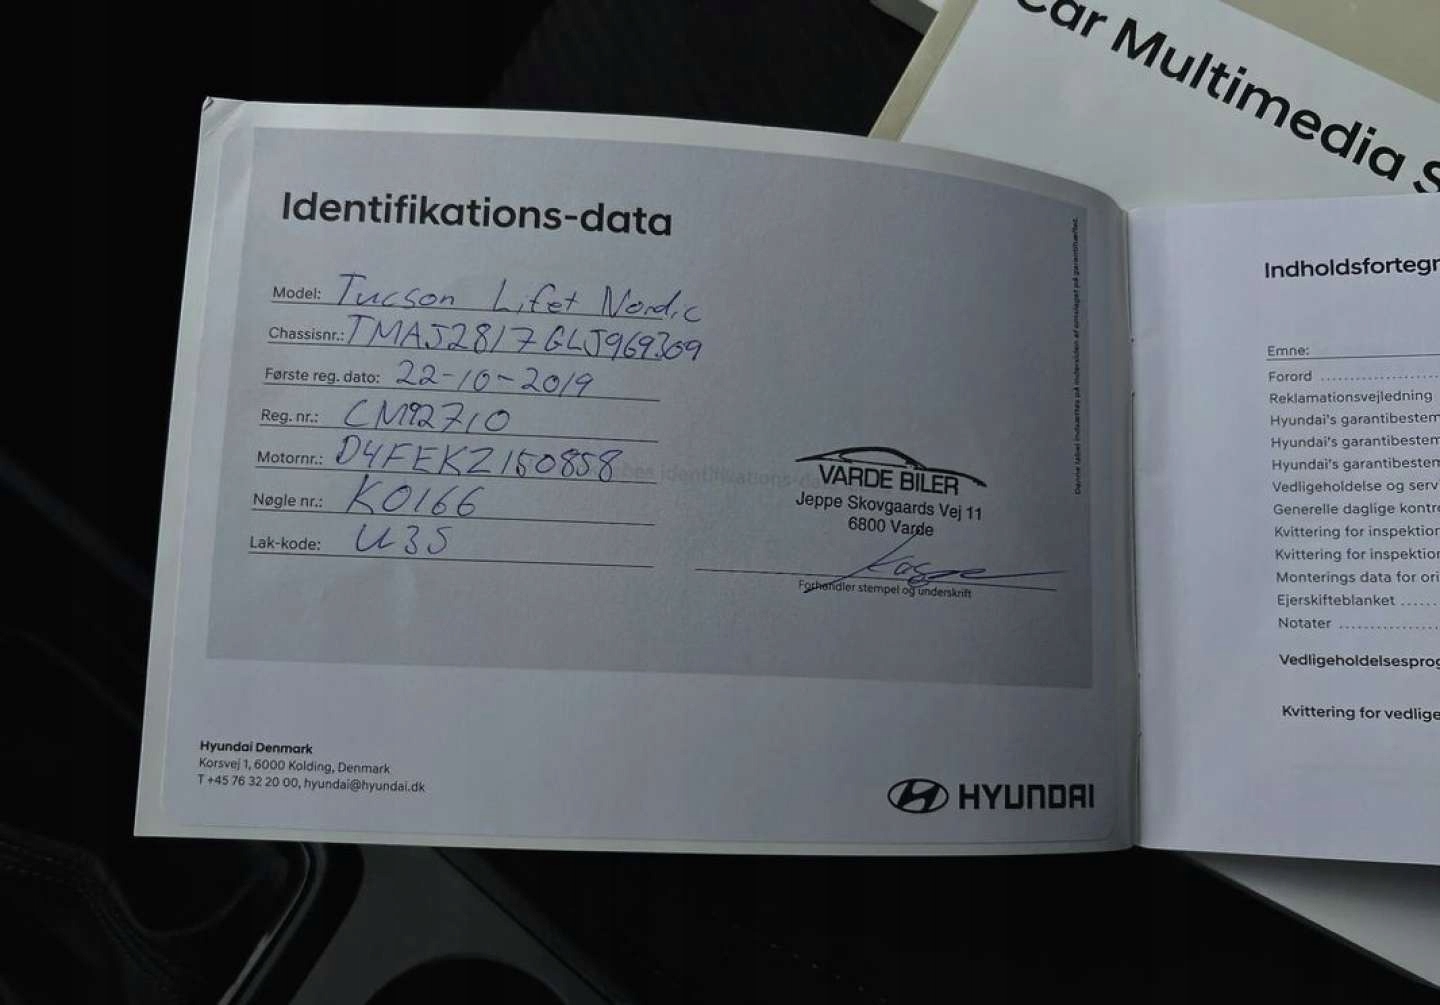 Car Multimedia S
Identifikations-data
Model: Tucson Lifet Nordic
Chassisnr.: TMAJ2817GLJ969309
Første reg. dato: 22-10-2019
Reg. nr.: CM92710
Motornr.: D4FEKZ150858
Nøgle nr.: K0166
Lak-kode: U3S
VARDE BILER
Jeppe Skovgaards Vej 11
6800 Varde
Forhandler stempel og underskrift
Hyundai Denmark
Korsvej 1, 6000 Kolding, Denmark
T +45 76 32 20 00, hyundai@hyundai.dk
HYUNDAI
Indholdsfortegn
Emne:
Forord
Reklamationsvejledning
Hyundai's garantibestem
Hyundai's garantibestem
Hyundai's garantibestem
Vedligeholdelse og serv
Generelle daglige kontro
Kvittering for inspektion
Kvittering for inspektion
Monterings data for ori
Ejerskifteblanket
Notater
Vedligeholdelsesprog
Kvittering for vedlige